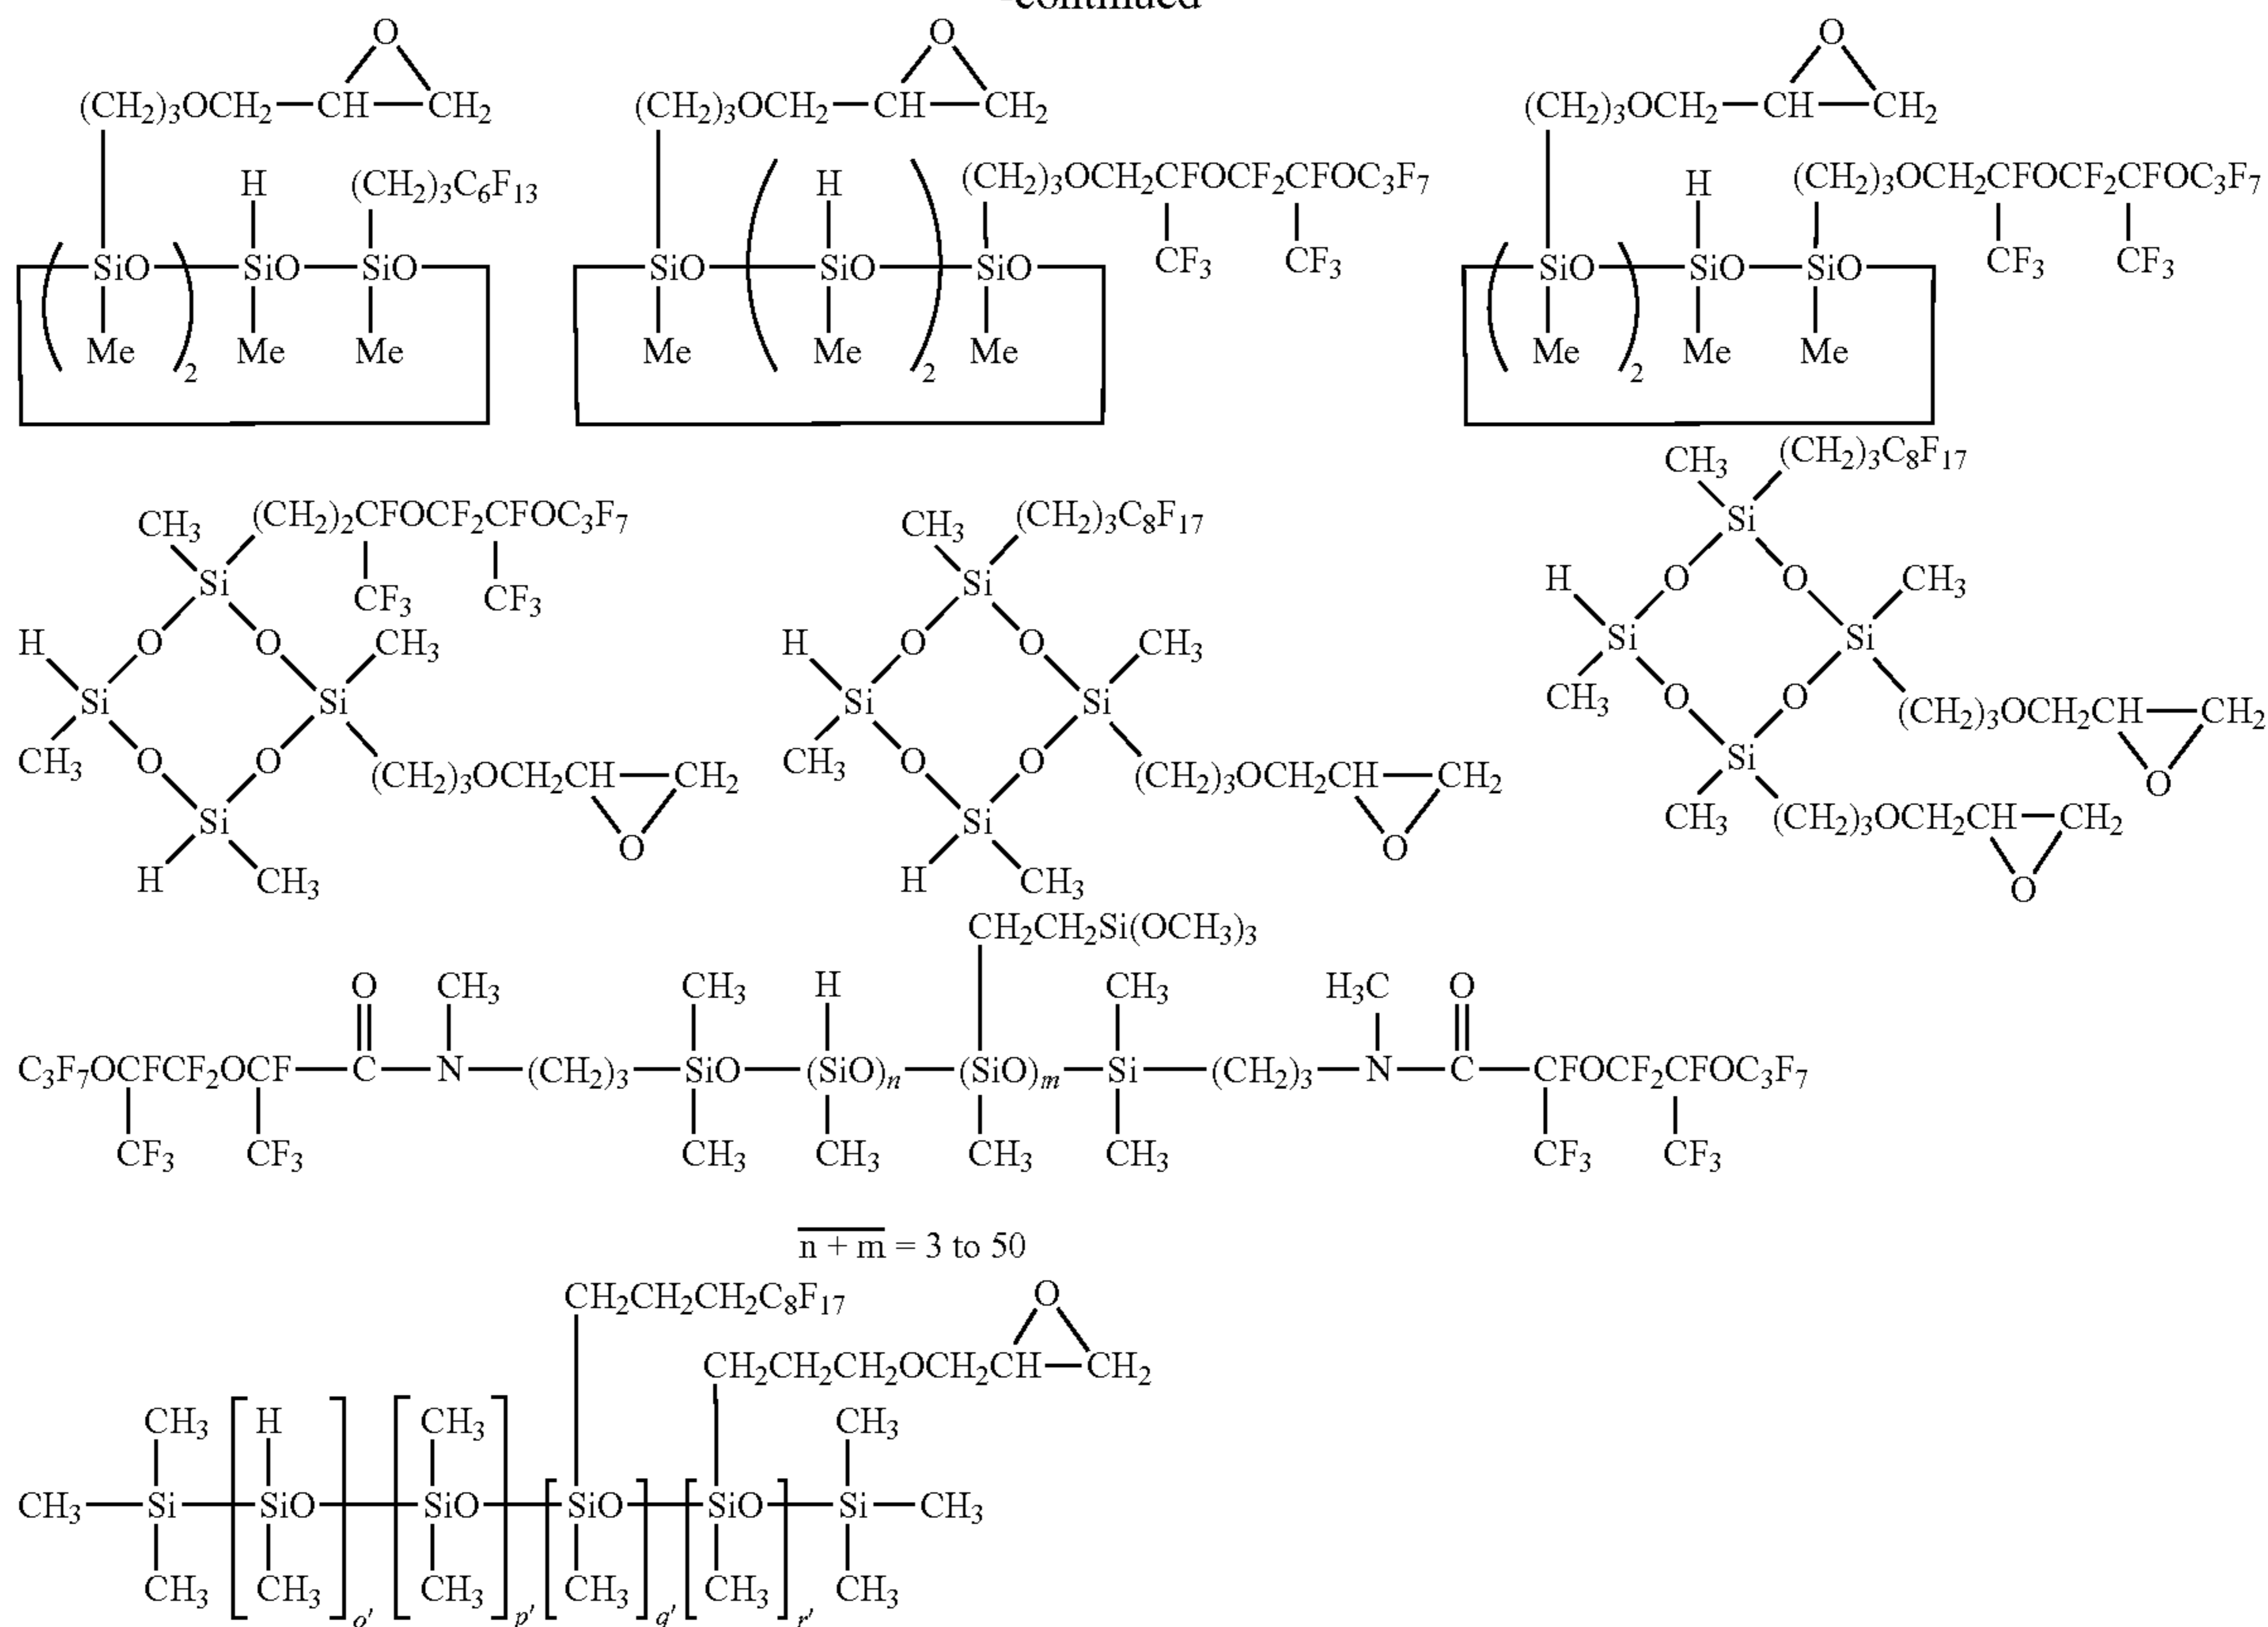 -continued
O O O
(CH2)3OCH2—CH—CH2 (CH2)3OCH2—CH—CH2 (CH2)3OCH2—CH—CH2
H (CH2)3C6F13 H (CH2)3OCH2CFOCF2CFOC3F7 H (CH2)3OCH2CFOCF2CFOC3F7
CF3 CF3 CF3 CF3
SiO SiO SiO SiO SiO SiO SiO SiO SiO
Me 2 Me Me Me Me 2 Me Me 2 Me Me
CH3 (CH2)3C8F17
CH3 (CH2)2CFOCF2CFOC3F7 CH3 (CH2)3C8F17 Si
Si CF3 CF3 Si H O O CH3
H O O CH3 H O O CH3 Si Si
Si Si Si Si CH3 O O (CH2)3OCH2CH—CH2
CH3 O O (CH2)3OCH2CH—CH2 CH3 O O (CH2)3OCH2CH—CH2 Si O
Si O Si O CH3 (CH2)3OCH2CH—CH2
H CH3 H CH3 O
CH2CH2Si(OCH3)3
O CH3 CH3 H CH3 H3C O
C3F7OCFCF2OCF—C—N—(CH2)3—SiO—(SiO)n—(SiO)m—Si—(CH2)3—N—C—CFOCF2CFOC3F7
CF3 CF3 CH3 CH3 CH3 CH3 CF3 CF3
n + m = 3 to 50
CH2CH2CH2C8F17 O
CH2CH2CH2OCH2CH—CH2
CH3 H CH3 CH3
CH3—Si—[SiO]—[SiO]—[SiO]—[SiO]—Si—CH3
CH3 CH3 o' CH3 p' CH3 q' CH3 r' CH3